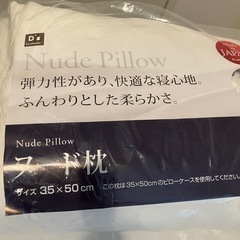 D's
Nude Pillow
弾力性があり、快適な寝心地。
ふんわりとした柔らかさ。
JAPAN
Nude Pillow
ヌード枕
サイズ 35×50cm
この枕は35×50cmのピローケースを使用してください。